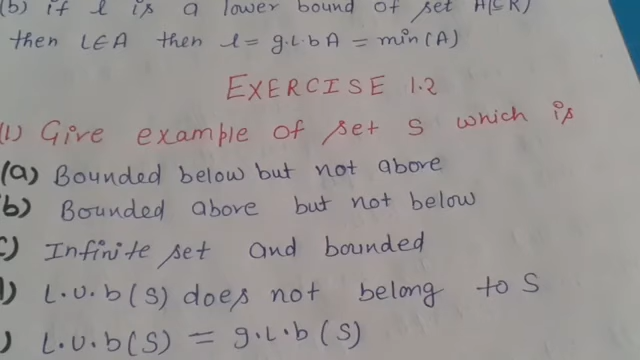 (b) if l is a lower bound of set A(⊆R)
then L∈A then l = g.l.b A = min(A)
EXERCISE 1.2
(1) Give example of set S which is
(a) Bounded below but not above
b) Bounded above but not below
c) Infinite set and bounded
d) L.U.b(S) does not belong to S
) L.U.b(S) = g.L.b(S)